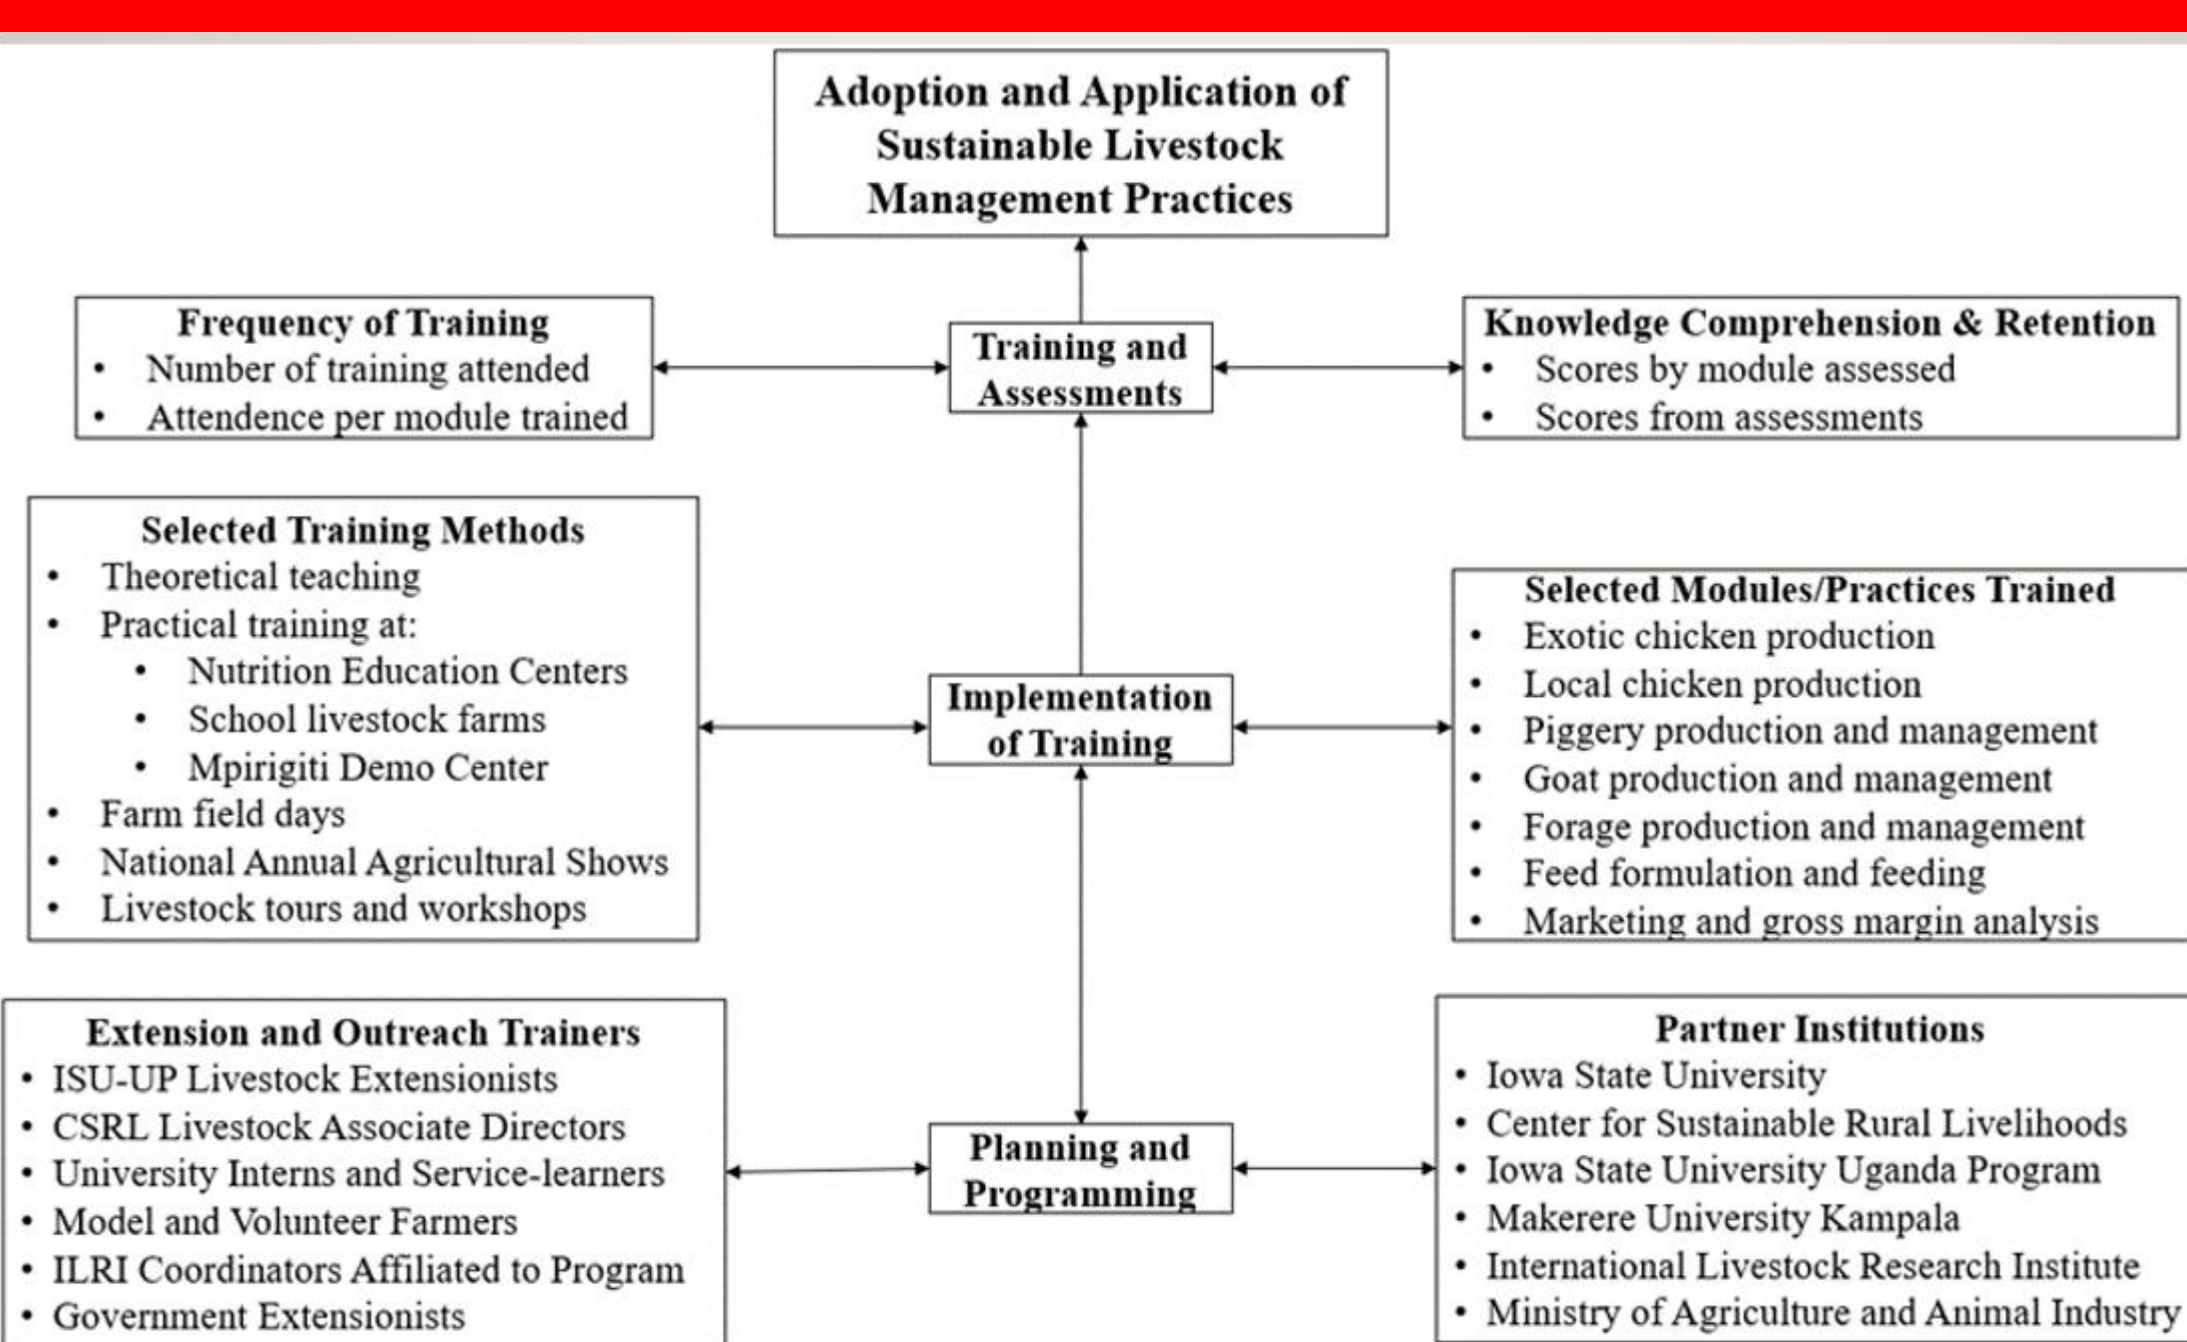 Adoption and Application of
Sustainable Livestock
Management Practices
Frequency of Training
• Number of training attended
• Attendence per module trained
Training and
Assessments
Knowledge Comprehension & Retention
• Scores by module assessed
• Scores from assessments
Selected Training Methods
• Theoretical teaching
• Practical training at:
• Nutrition Education Centers
• School livestock farms
• Mpirigiti Demo Center
• Farm field days
• National Annual Agricultural Shows
• Livestock tours and workshops
Implementation
of Training
Selected Modules/Practices Trained
• Exotic chicken production
• Local chicken production
• Piggery production and management
• Goat production and management
• Forage production and management
• Feed formulation and feeding
• Marketing and gross margin analysis
Extension and Outreach Trainers
• ISU-UP Livestock Extensionists
• CSRL Livestock Associate Directors
• University Interns and Service-learners
• Model and Volunteer Farmers
• ILRI Coordinators Affiliated to Program
• Government Extensionists
Planning and
Programming
Partner Institutions
• Iowa State University
• Center for Sustainable Rural Livelihoods
• Iowa State University Uganda Program
• Makerere University Kampala
• International Livestock Research Institute
• Ministry of Agriculture and Animal Industry